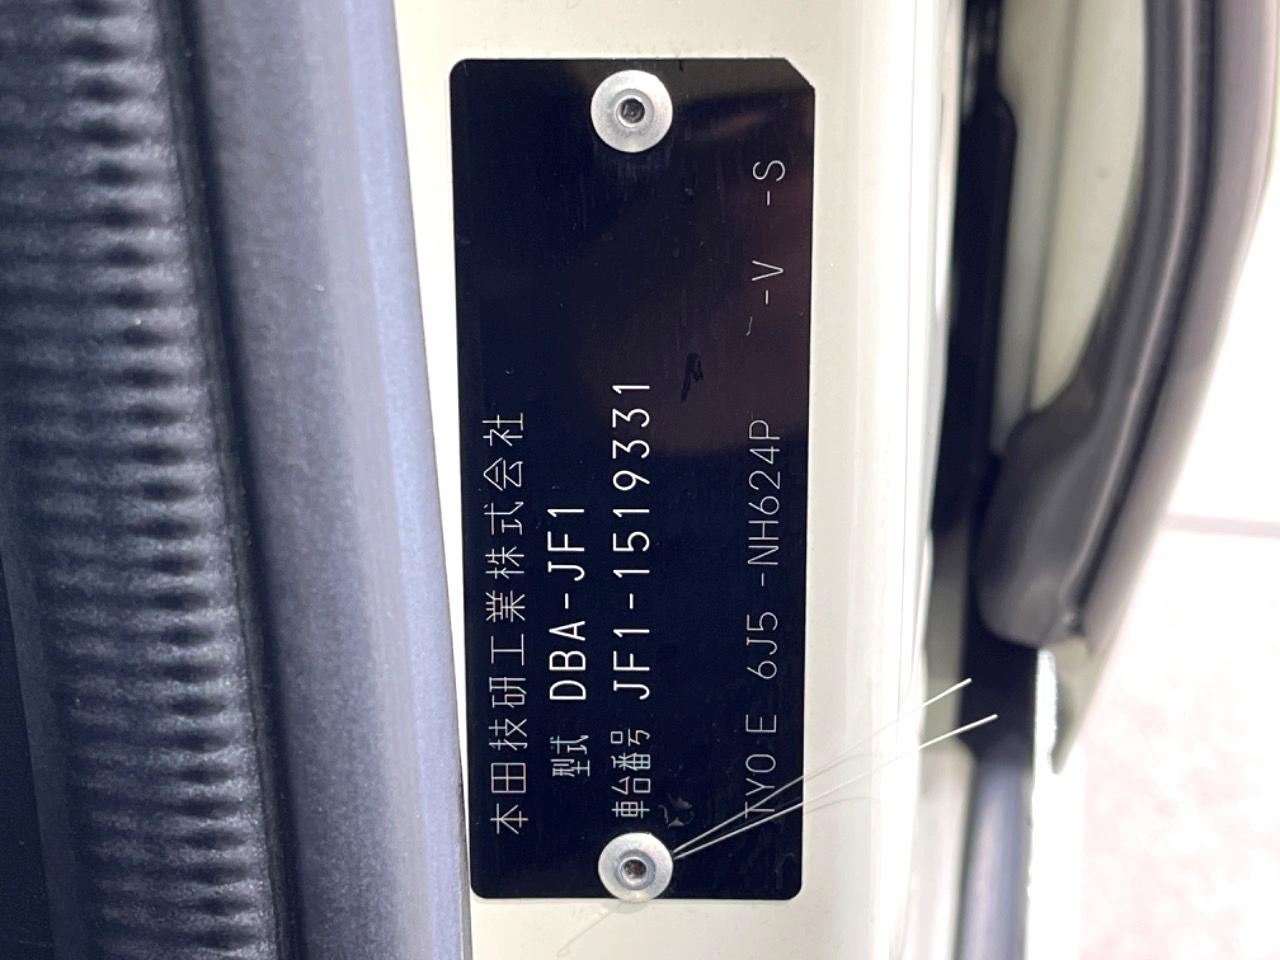 本田技研工業株式会社
型式 DBA-JF1
車台番号 JF1-1519331
TYO E 6J5 -NH624P -V -S